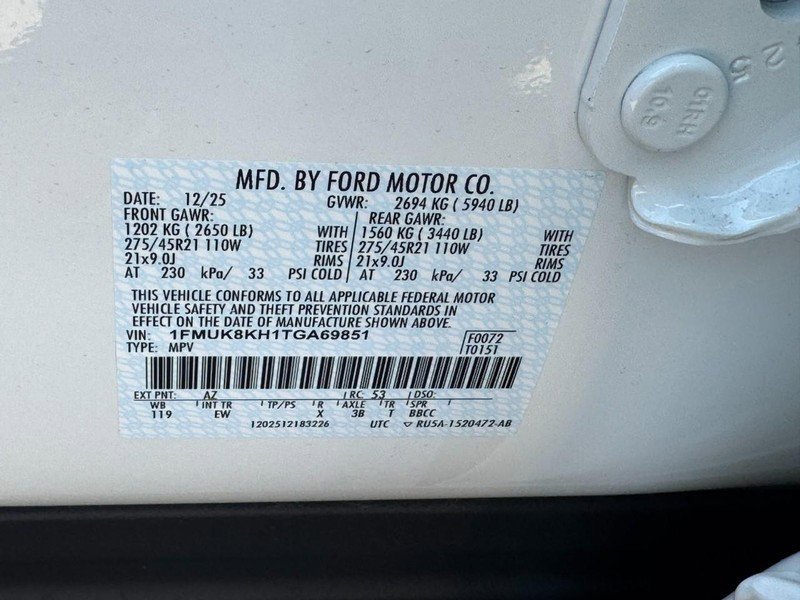 25
OTRH
10.9
MFD. BY FORD MOTOR CO.
DATE: 12/25 GVWR: 2694 KG ( 5940 LB)
FRONT GAWR: REAR GAWR:
1202 KG ( 2650 LB) WITH 1560 KG ( 3440 LB) WITH
275/45R21 110W TIRES 275/45R21 110W TIRES
21x9.0J RIMS 21x9.0J RIMS
AT 230 kPa/ 33 PSI COLD AT 230 kPa/ 33 PSI COLD
THIS VEHICLE CONFORMS TO ALL APPLICABLE FEDERAL MOTOR
VEHICLE SAFETY AND THEFT PREVENTION STANDARDS IN
EFFECT ON THE DATE OF MANUFACTURE SHOWN ABOVE.
VIN: 1FMUK8KH1TGA69851 F0072
TYPE: MPV T0151
EXT PNT: AZ RC: 53 DSO:
WB INT TR TP/PS R AXLE TR SPR
119 EW X 3B T BBCC
1202512183226 UTC ▽ RU5A-1520472-AB